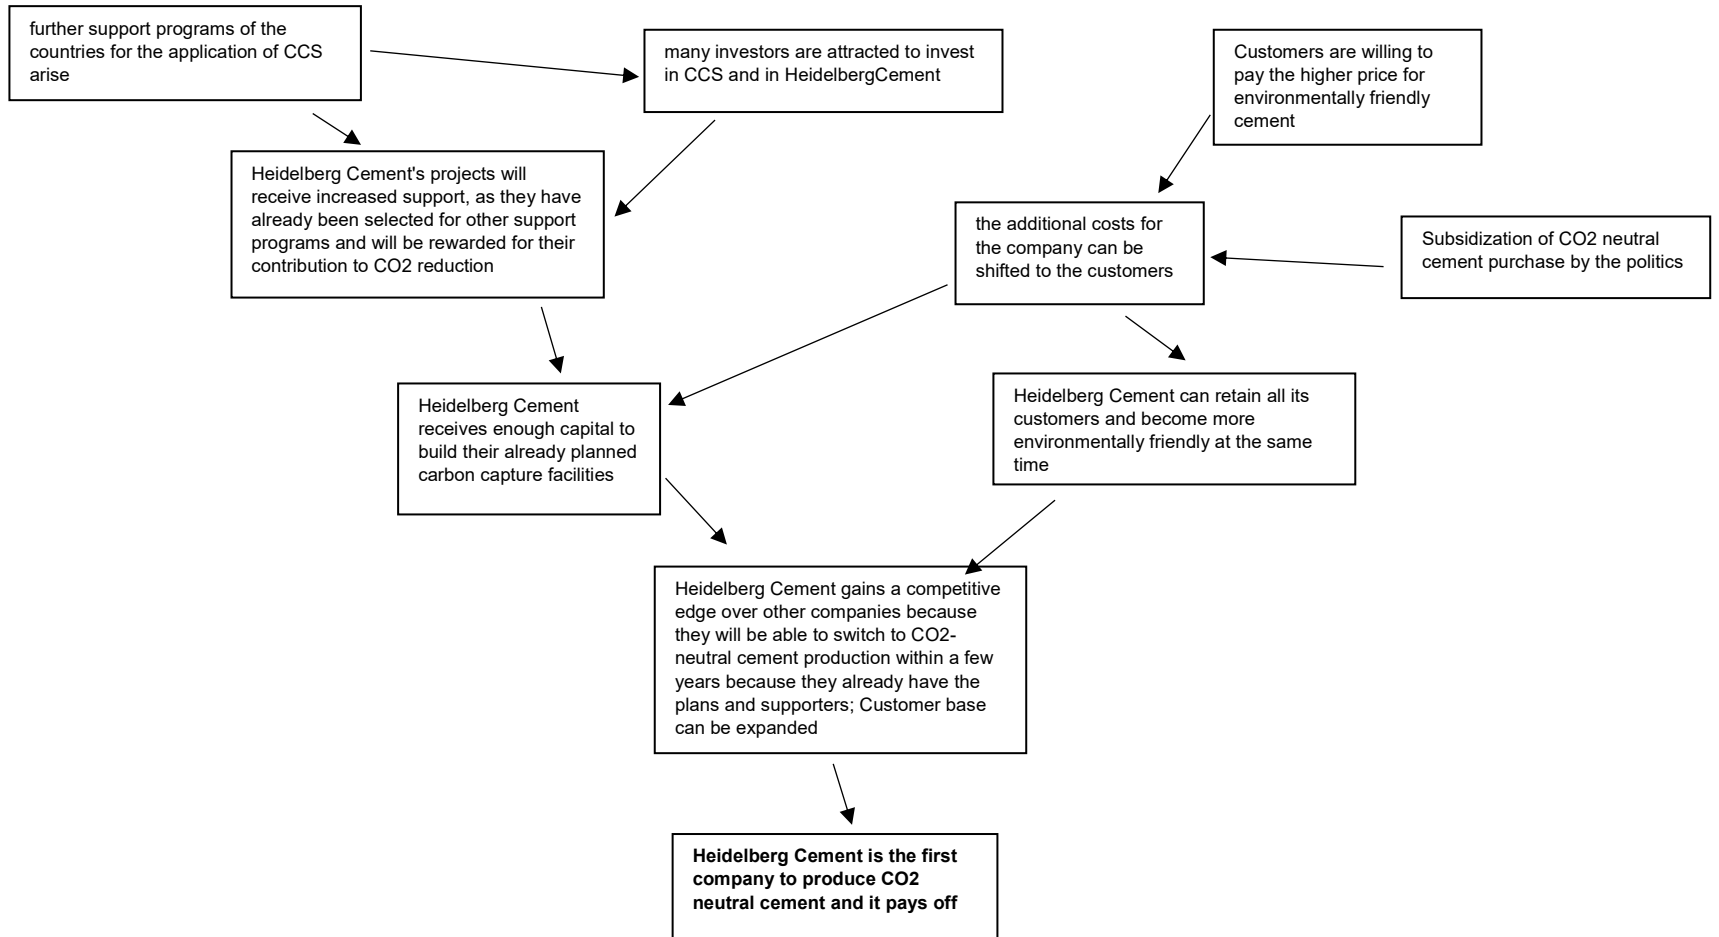 further support programs of the
countries for the application of CCS
arise
many investors are attracted to invest
in CCS and in HeidelbergCement
Customers are willing to
pay the higher price for
environmentally friendly
cement
Heidelberg Cement's projects will
receive increased support, as they have
already been selected for other support
programs and will be rewarded for their
contribution to CO2 reduction
the additional costs for
the company can be
shifted to the customers
Subsidization of CO2 neutral
cement purchase by the politics
Heidelberg Cement
receives enough capital to
build their already planned
carbon capture facilities
Heidelberg Cement can retain all its
customers and become more
environmentally friendly at the same
time
Heidelberg Cement gains a competitive
edge over other companies because
they will be able to switch to CO2-
neutral cement production within a few
years because they already have the
plans and supporters; Customer base
can be expanded
Heidelberg Cement is the first
company to produce CO2
neutral cement and it pays off